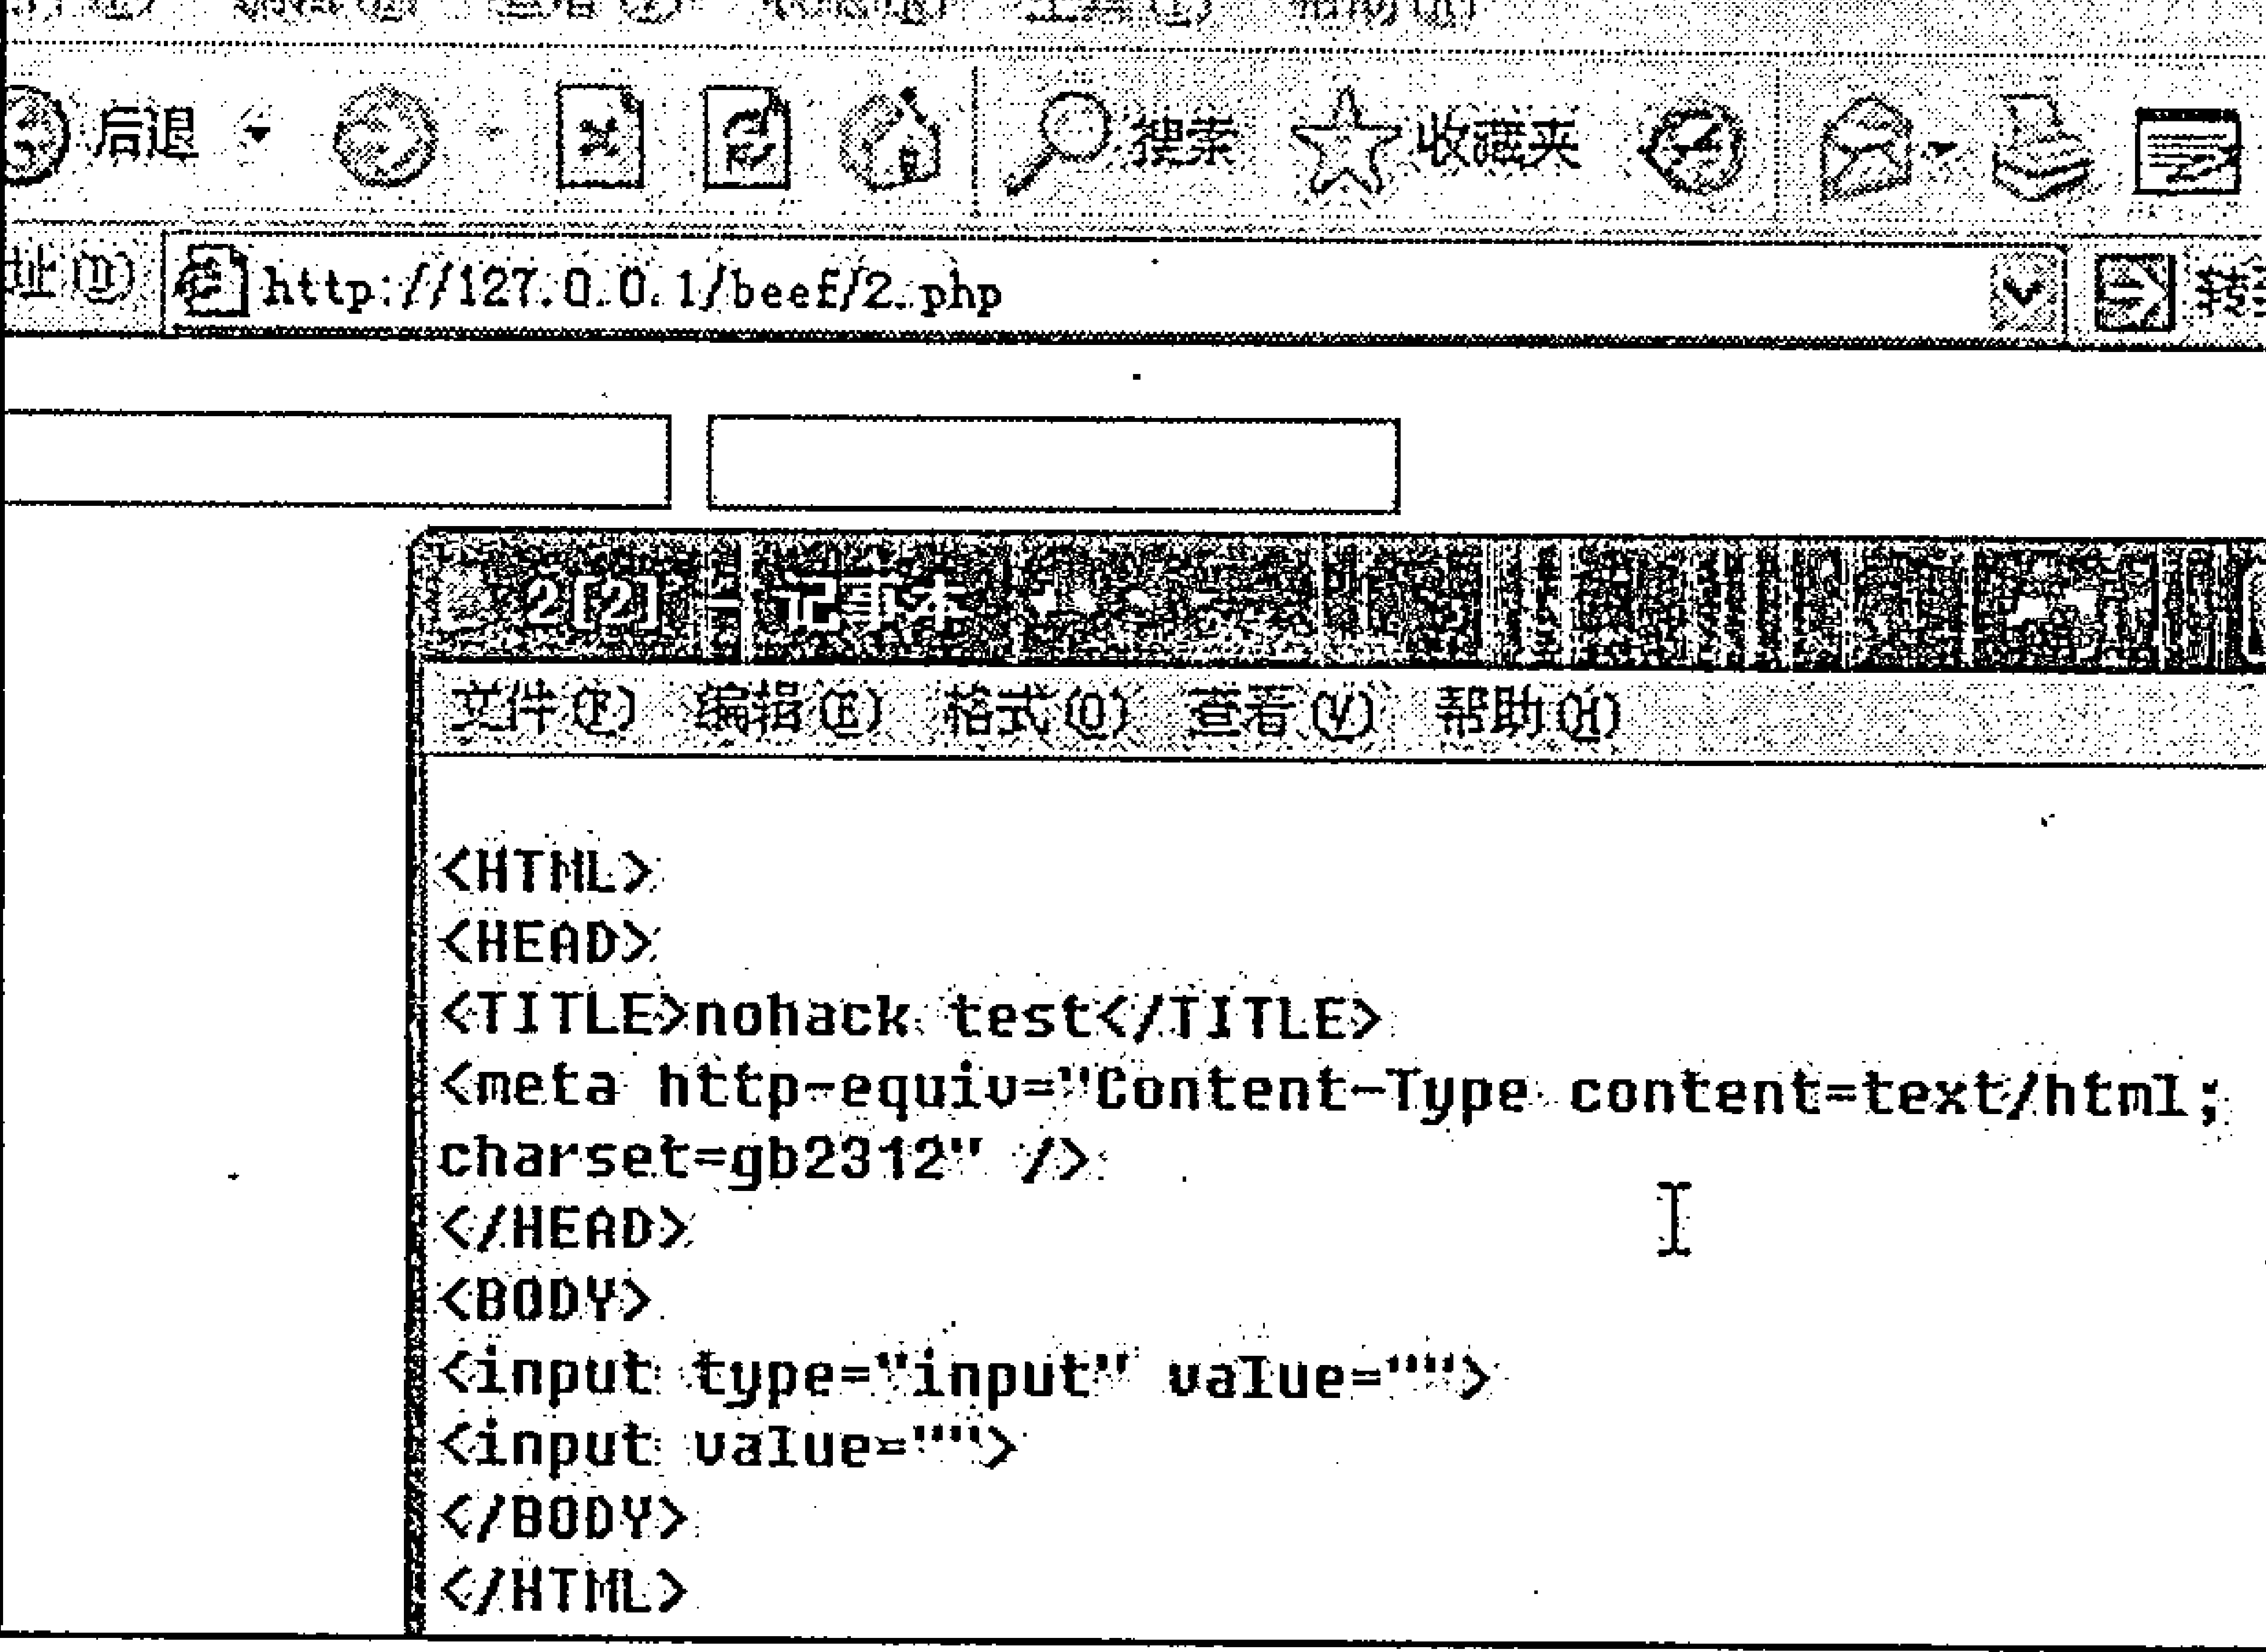 后退 搜索 收藏夹
址(D) http://127.0.0.1/beef/2.php
2[2] - 记事本
文件(F) 编辑(E) 格式(O) 查看(V) 帮助(H)
<HTML>
<HEAD>
<TITLE>nohack test</TITLE>
<meta http-equiv="Content-Type content=text/html;
charset=gb2312" />
</HEAD>
<BODY>
<input type="input" value="">
<input value="">
</BODY>
</HTML>